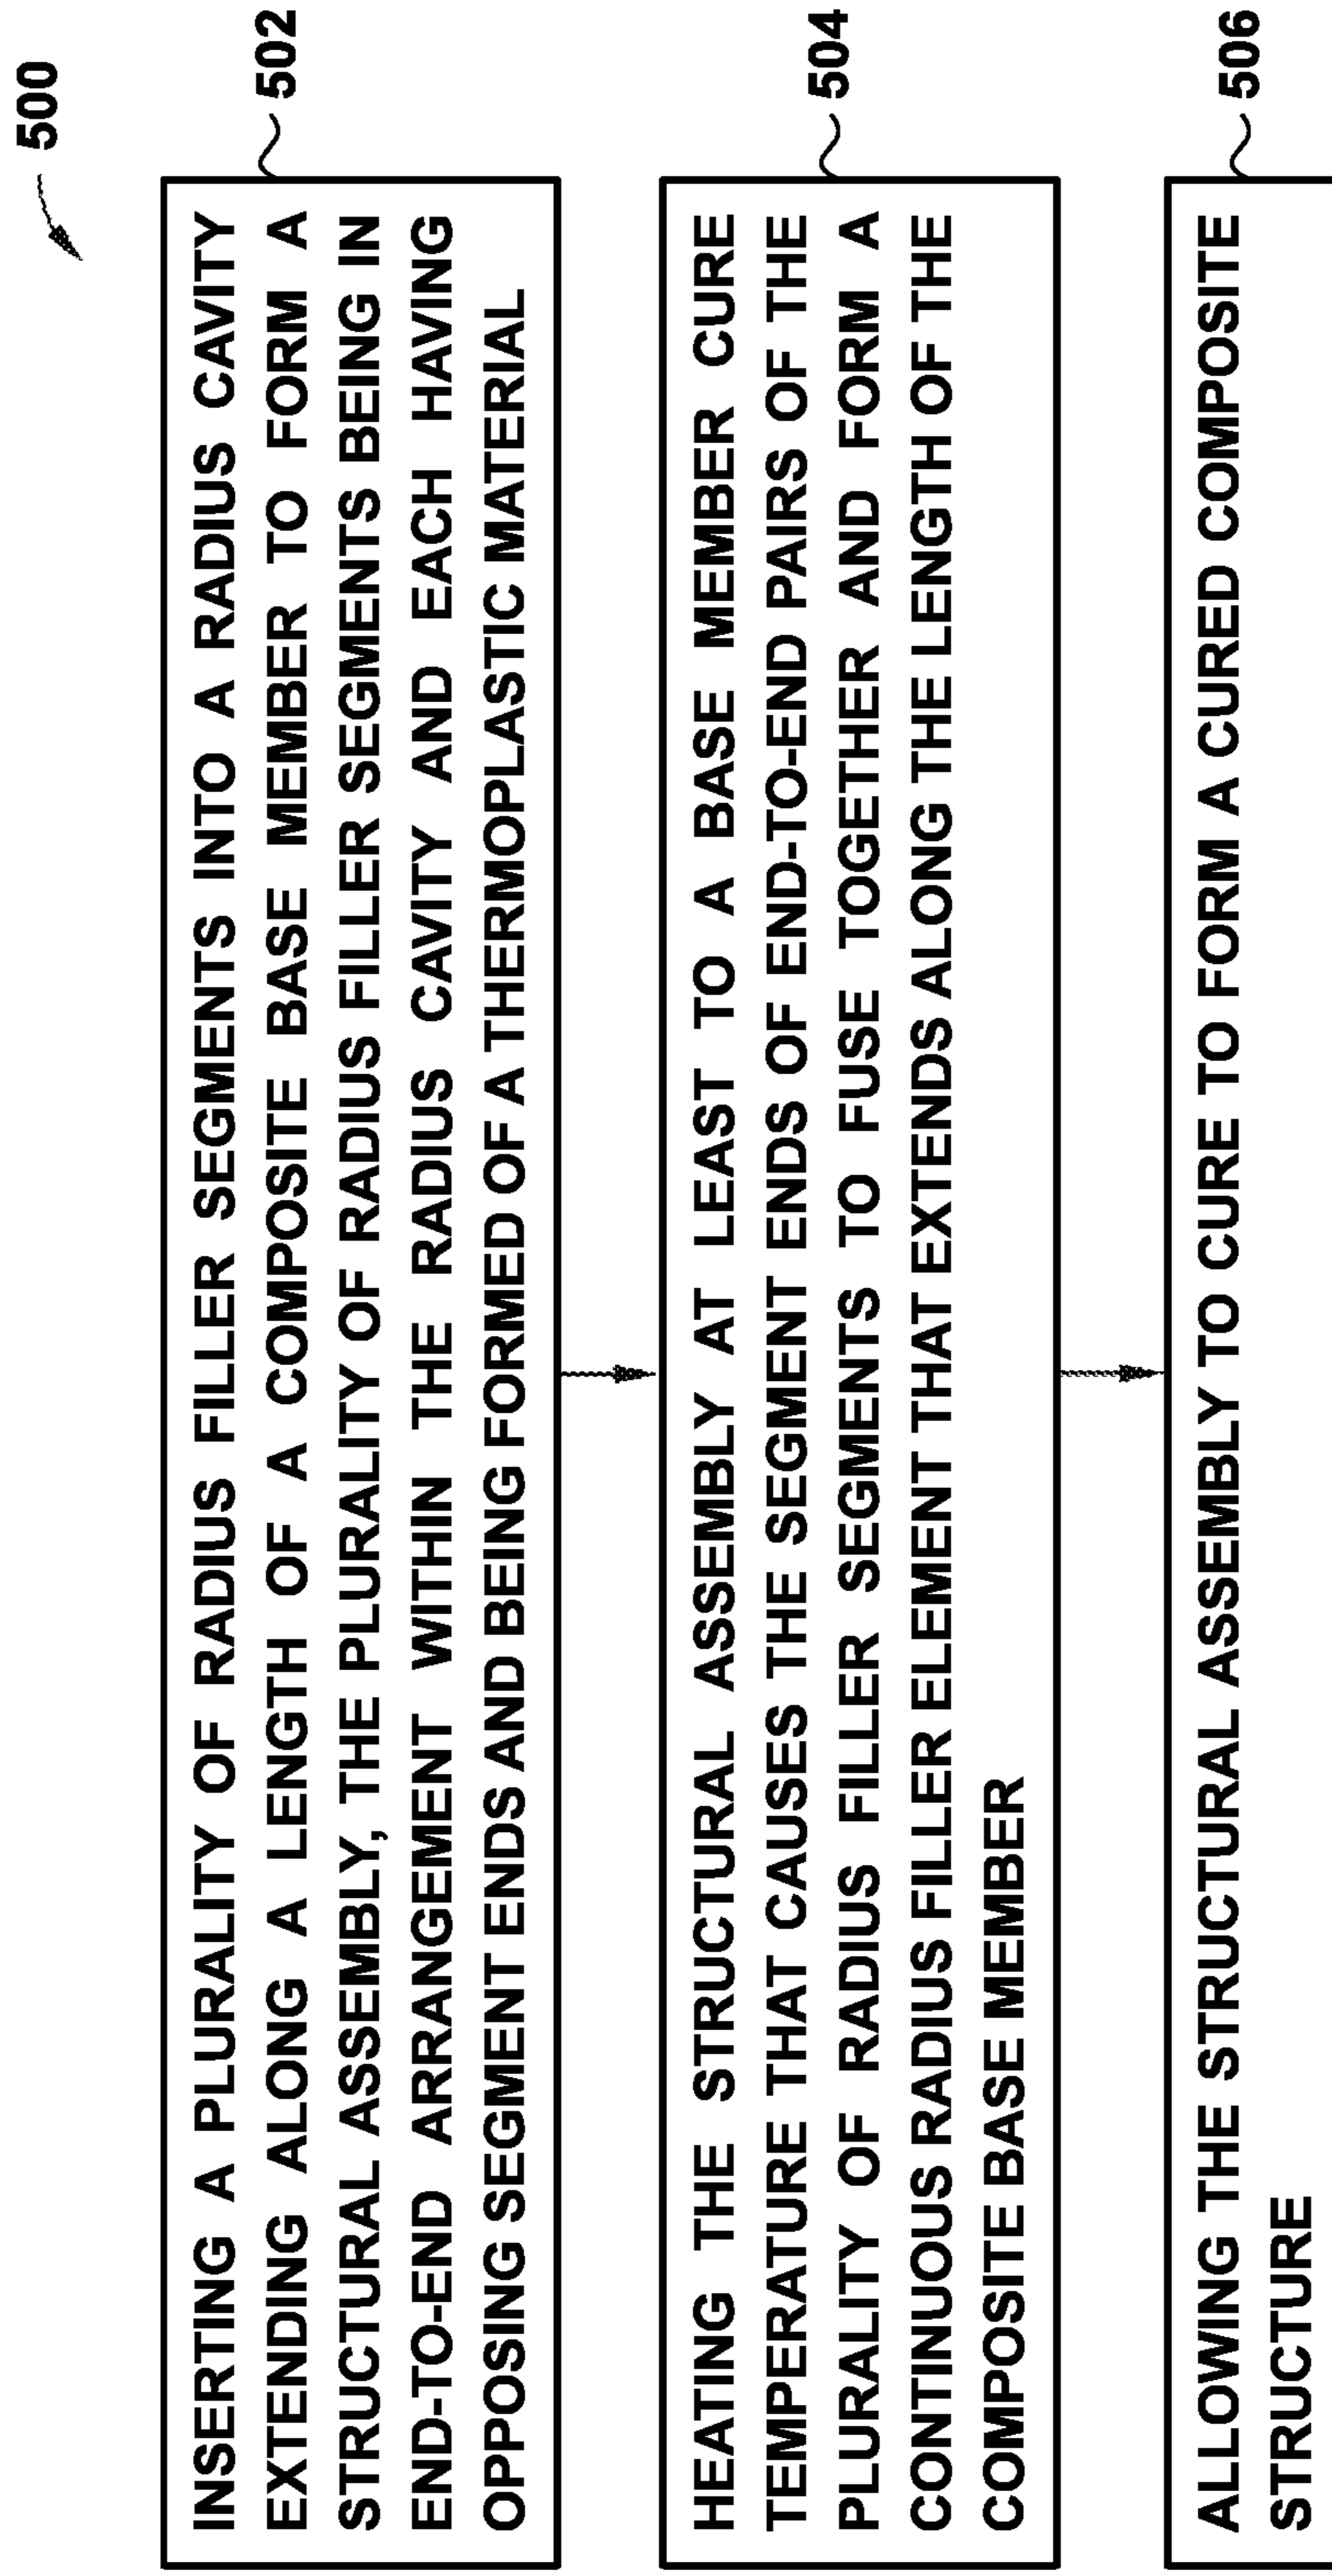 500
502
INSERTING A PLURALITY OF RADIUS FILLER SEGMENTS INTO A RADIUS CAVITY
EXTENDING ALONG A LENGTH OF A COMPOSITE BASE MEMBER TO FORM A
STRUCTURAL ASSEMBLY, THE PLURALITY OF RADIUS FILLER SEGMENTS BEING IN
END-TO-END ARRANGEMENT WITHIN THE RADIUS CAVITY AND EACH HAVING
OPPOSING SEGMENT ENDS AND BEING FORMED OF A THERMOPLASTIC MATERIAL
504
HEATING THE STRUCTURAL ASSEMBLY AT LEAST TO A BASE MEMBER CURE
TEMPERATURE THAT CAUSES THE SEGMENT ENDS OF END-TO-END PAIRS OF THE
PLURALITY OF RADIUS FILLER SEGMENTS TO FUSE TOGETHER AND FORM A
CONTINUOUS RADIUS FILLER ELEMENT THAT EXTENDS ALONG THE LENGTH OF THE
COMPOSITE BASE MEMBER
506
ALLOWING THE STRUCTURAL ASSEMBLY TO CURE TO FORM A CURED COMPOSITE
STRUCTURE